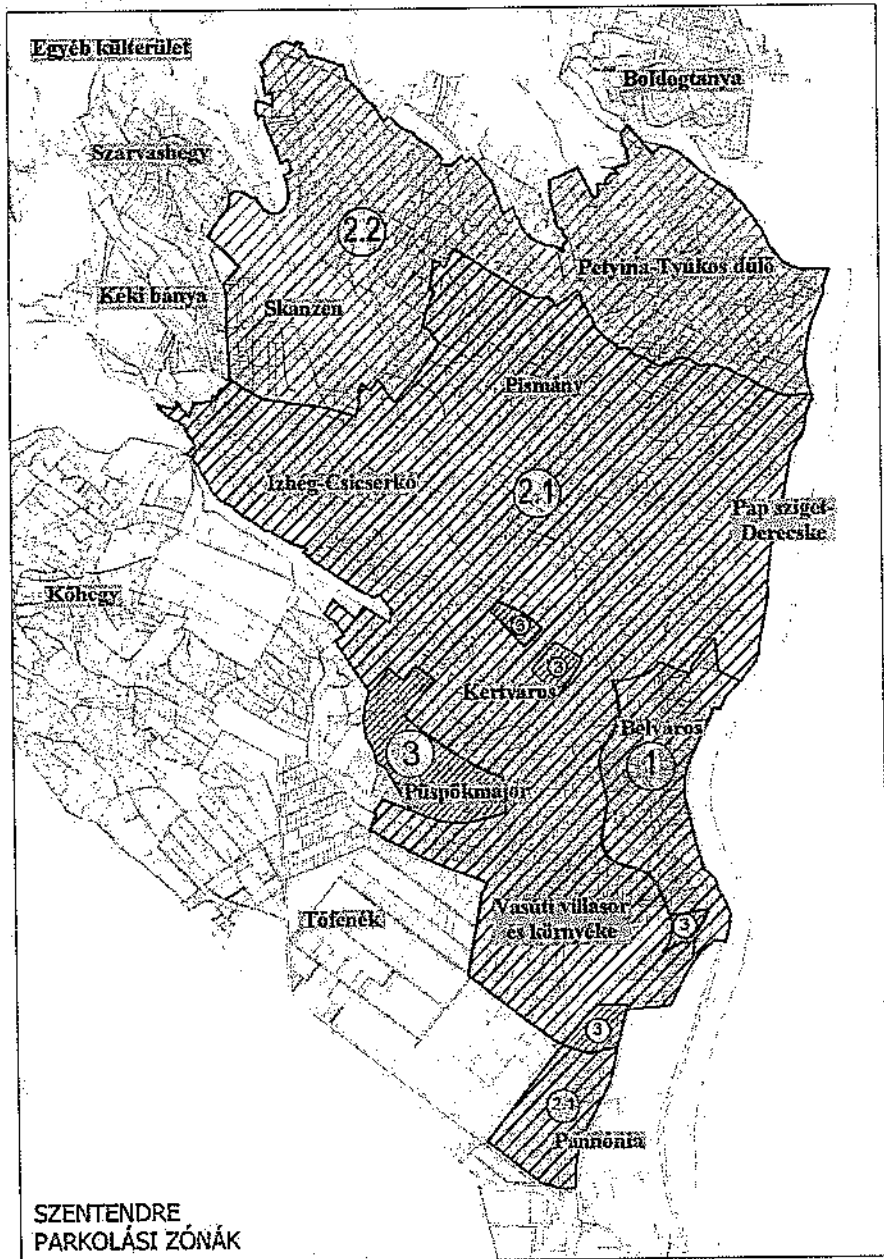 Egyéb külterület
Boldogtanya
Szarvashegy
2.2
Petyina-Tyúkos dűlő
Kéki bánya
Skanzen
Pismány
Izbég-Csicserkó
2.1
Pap sziget-
Derecske
Kőhegy
3
3
Kertváros
Belváros
3
1
Püspökmajor
Tófenék
Vasúti villasor
és környéke
3
3
2.1
Pannónia
SZENTENDRE
PARKOLÁSI ZÓNÁK